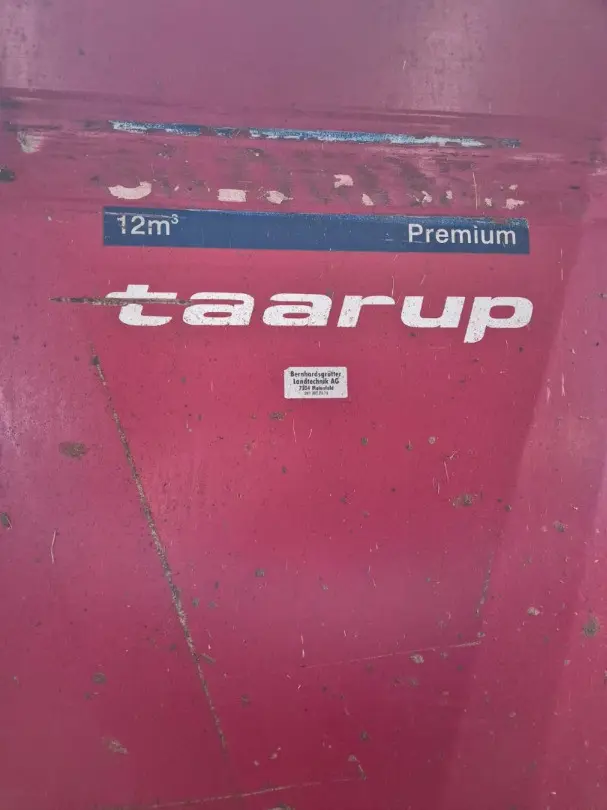 12m³ Premium
taarup
Bernhardsgrütter
Landtechnik AG